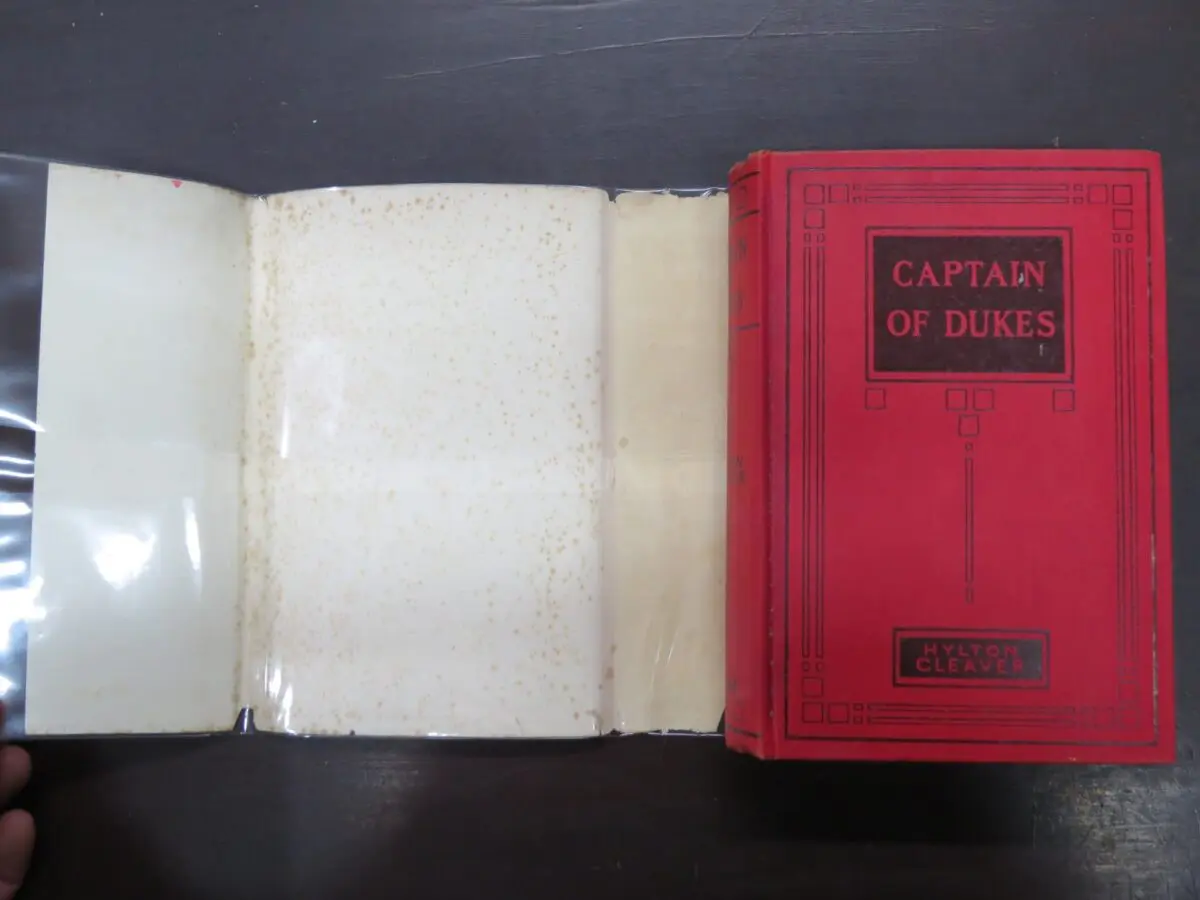 CAPTAIN
OF DUKES
HYLTON
CLEAVER